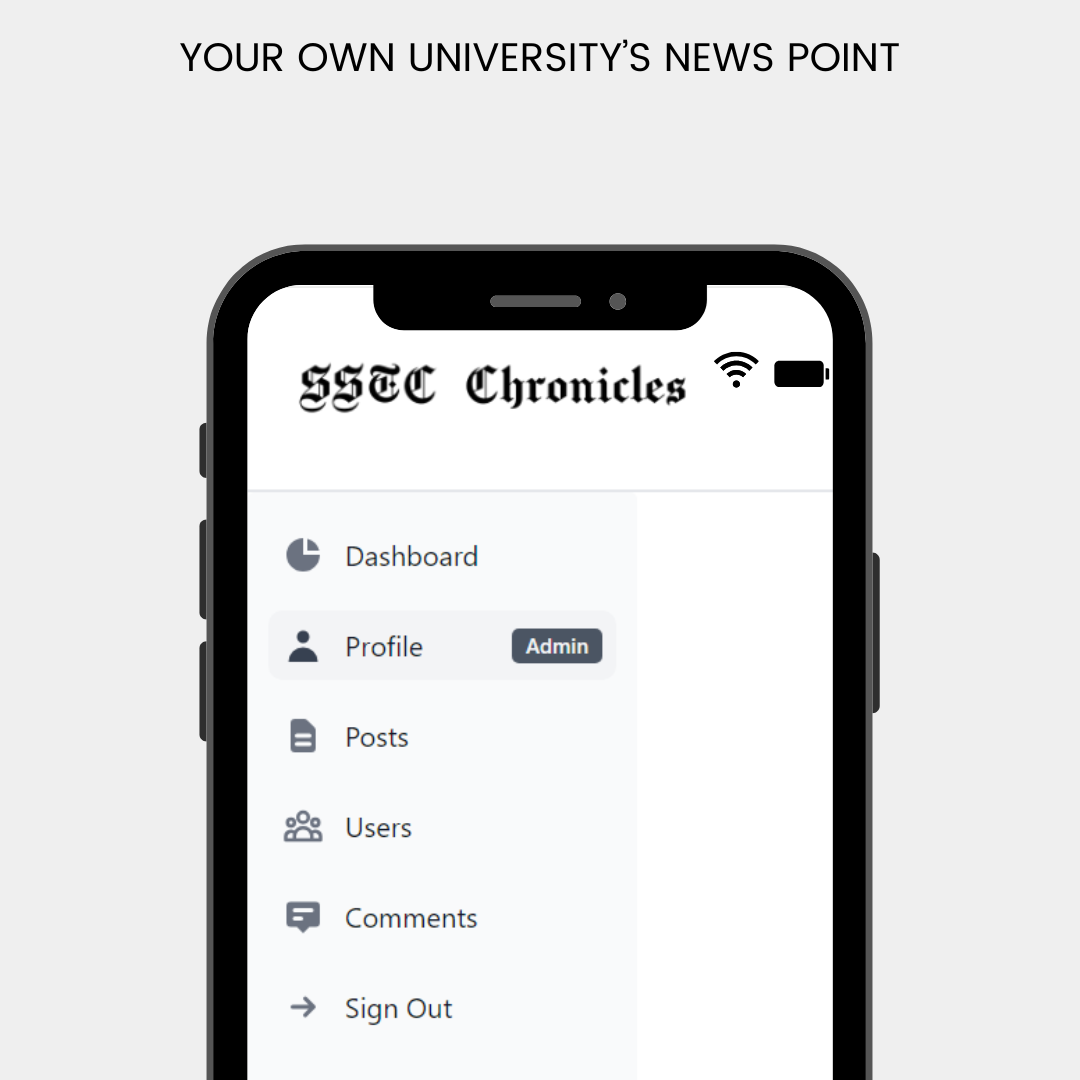 YOUR OWN UNIVERSITY’S NEWS POINT
SSTC Chronicles
Dashboard
Profile Admin
Posts
Users
Comments
Sign Out